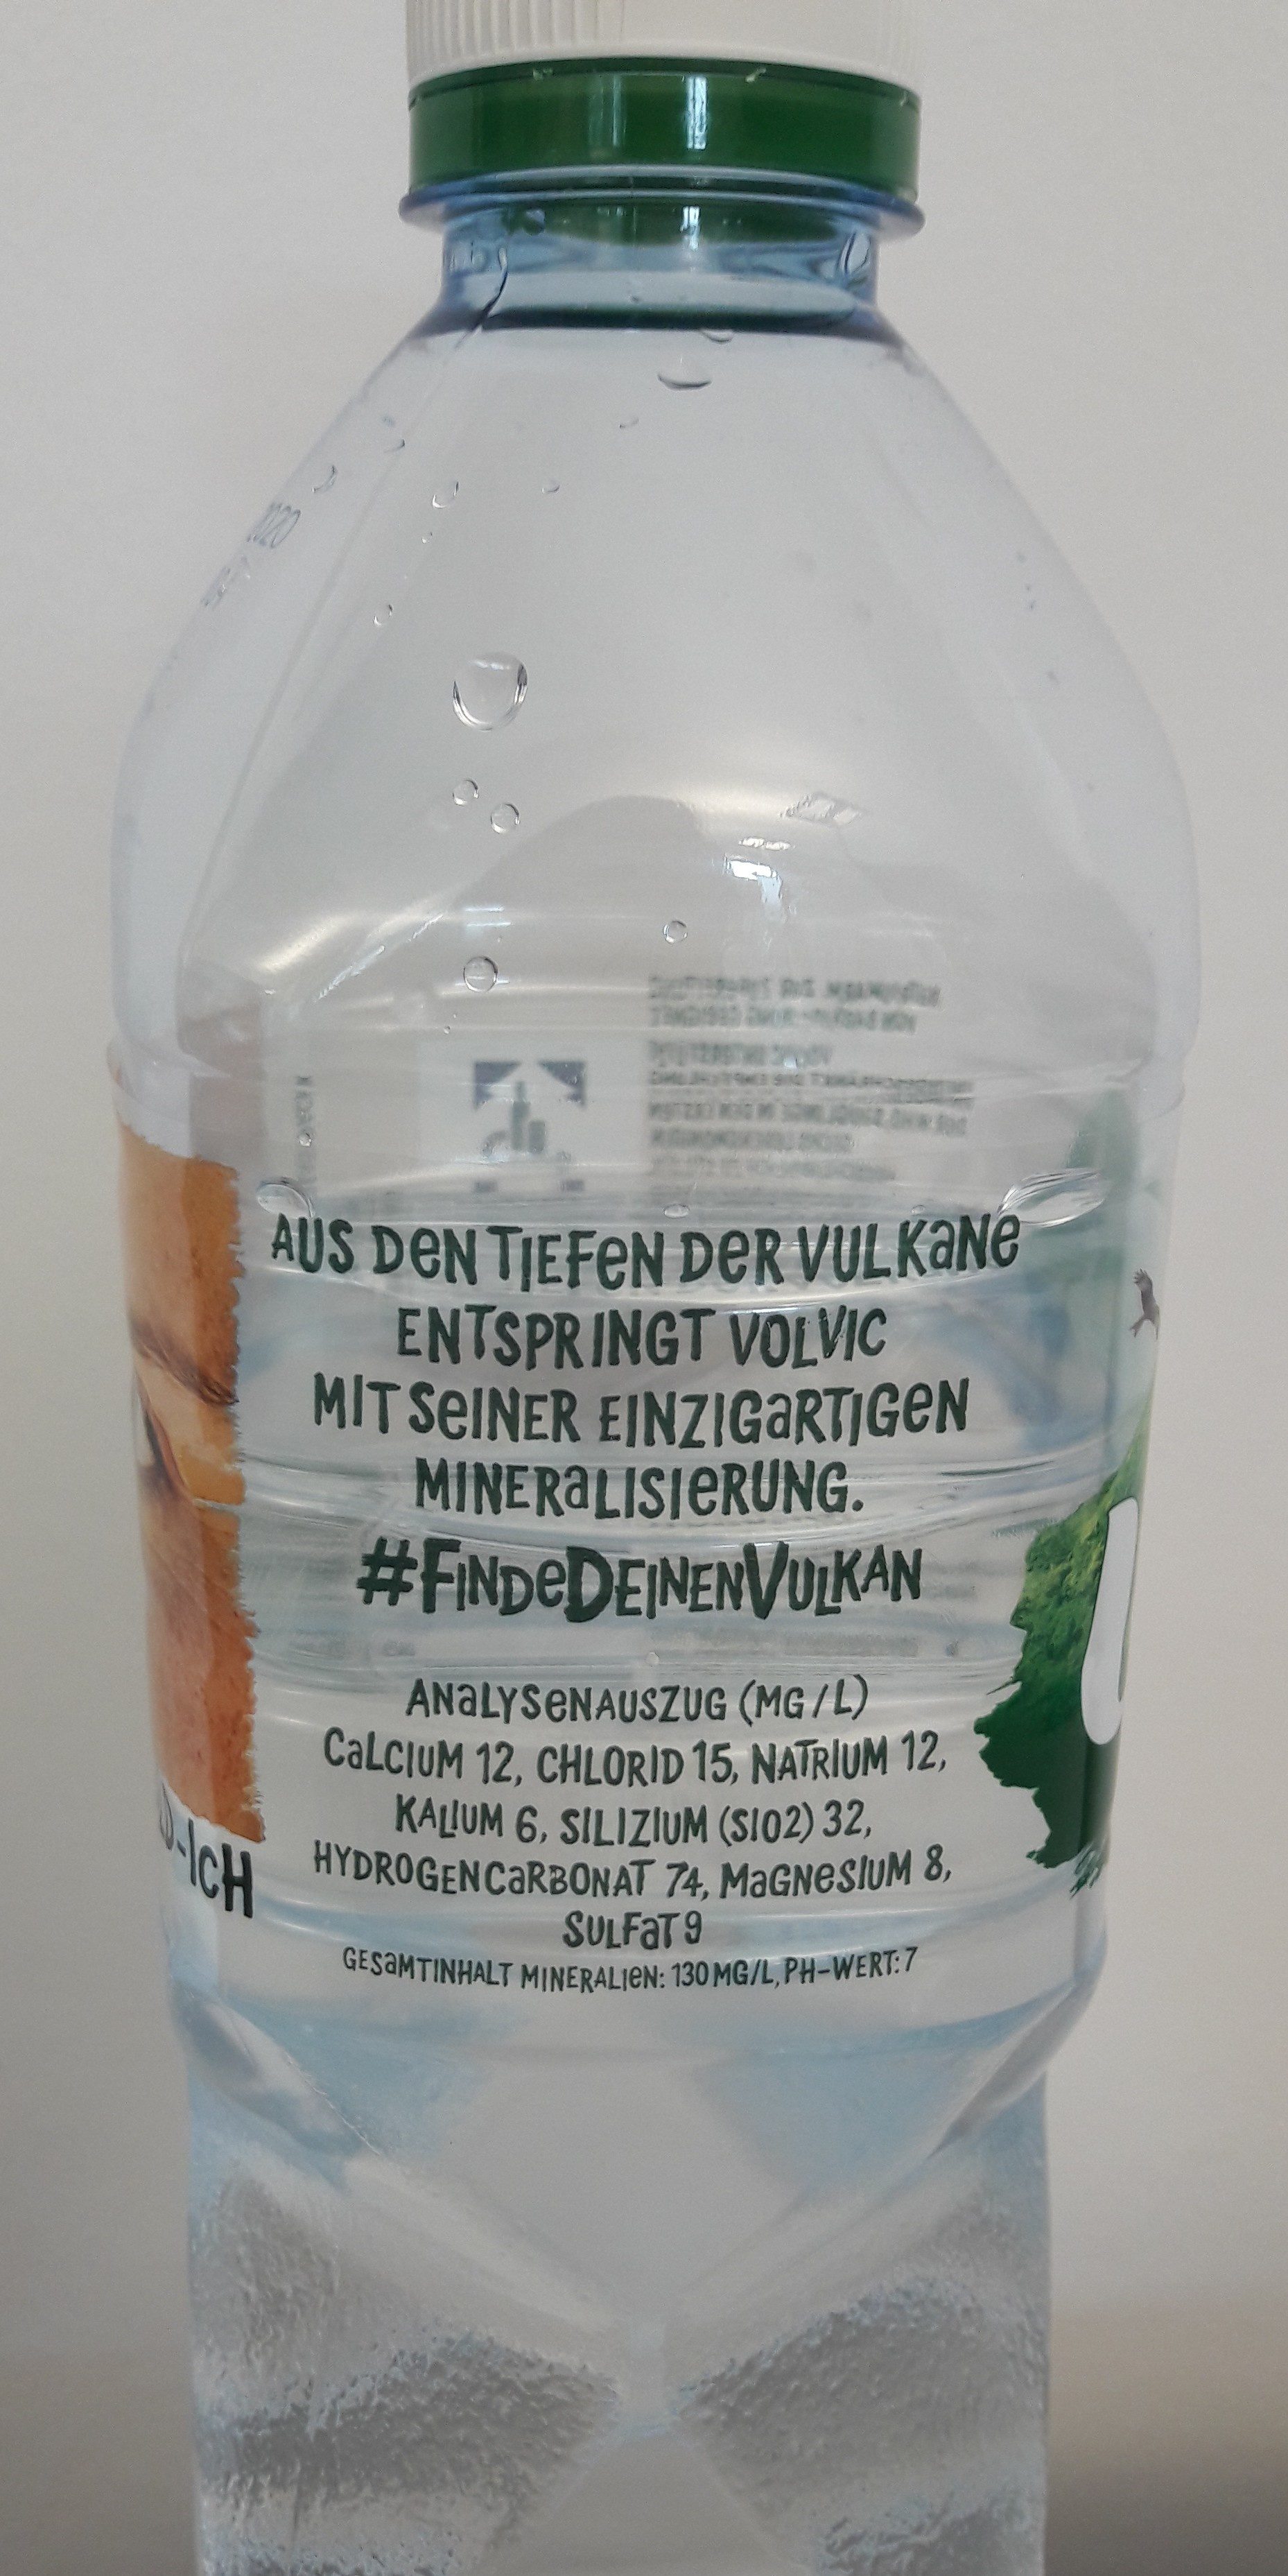 2020
AUS DeN TIEFeN DeR VULKaNe
ENTSPRINGT VOLVIC
MIT SeINER EINZIGaRTIGeN
MINERaLISIeRUNG.
#FINDeDEINENVULKAN
ANaLYSeNAUSZUG (MG/L)
CaLCIUM 12, CHLORID 15, NATRIUM 12,
KALIUM 6, SILIZIUM (SIO2) 32,
HYDROGENCaRBONAT 74, MaGNeSIUM 8,
SULFaT 9
GESaMTINHALT MINERALIeN: 130 MG/L, PH-WERT: 7
-ICH